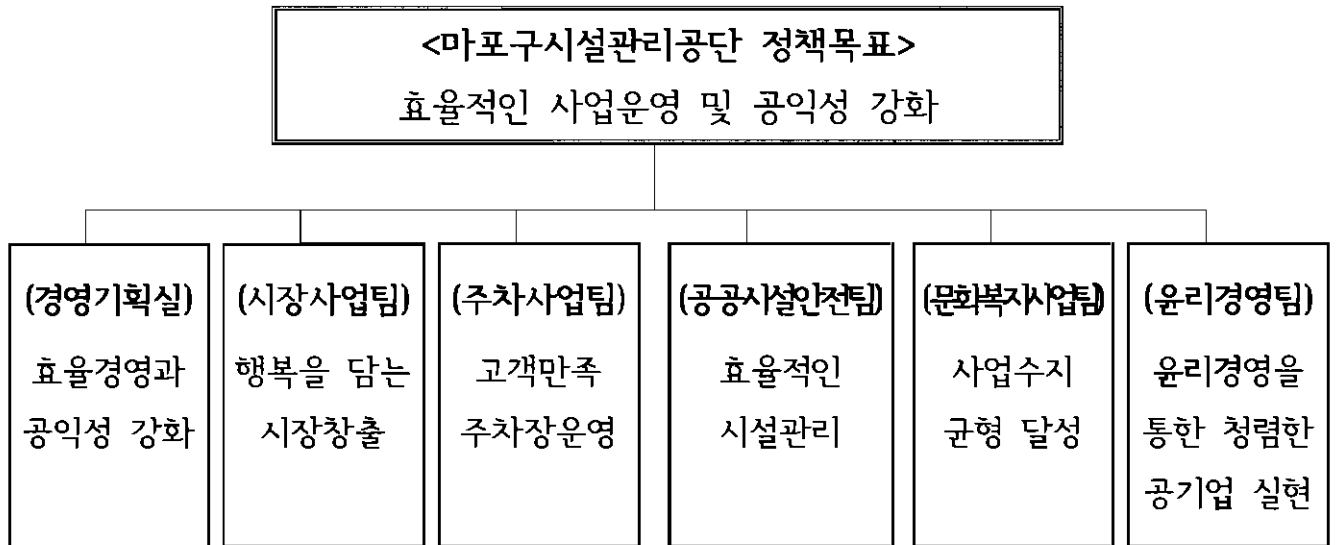 <마포구시설관리공단 정책목표>
효율적인 사업운영 및 공익성 강화
(경영기획실)
효율경영과
공익성 강화
(시장사업팀)
행복을 담는
시장창출
(주차사업팀)
고객만족
주차장운영
(공공시설안전팀)
효율적인
시설관리
(문화복지사업팀)
사업수지
균형 달성
(윤리경영팀)
윤리경영을
통한 청렴한
공기업 실현